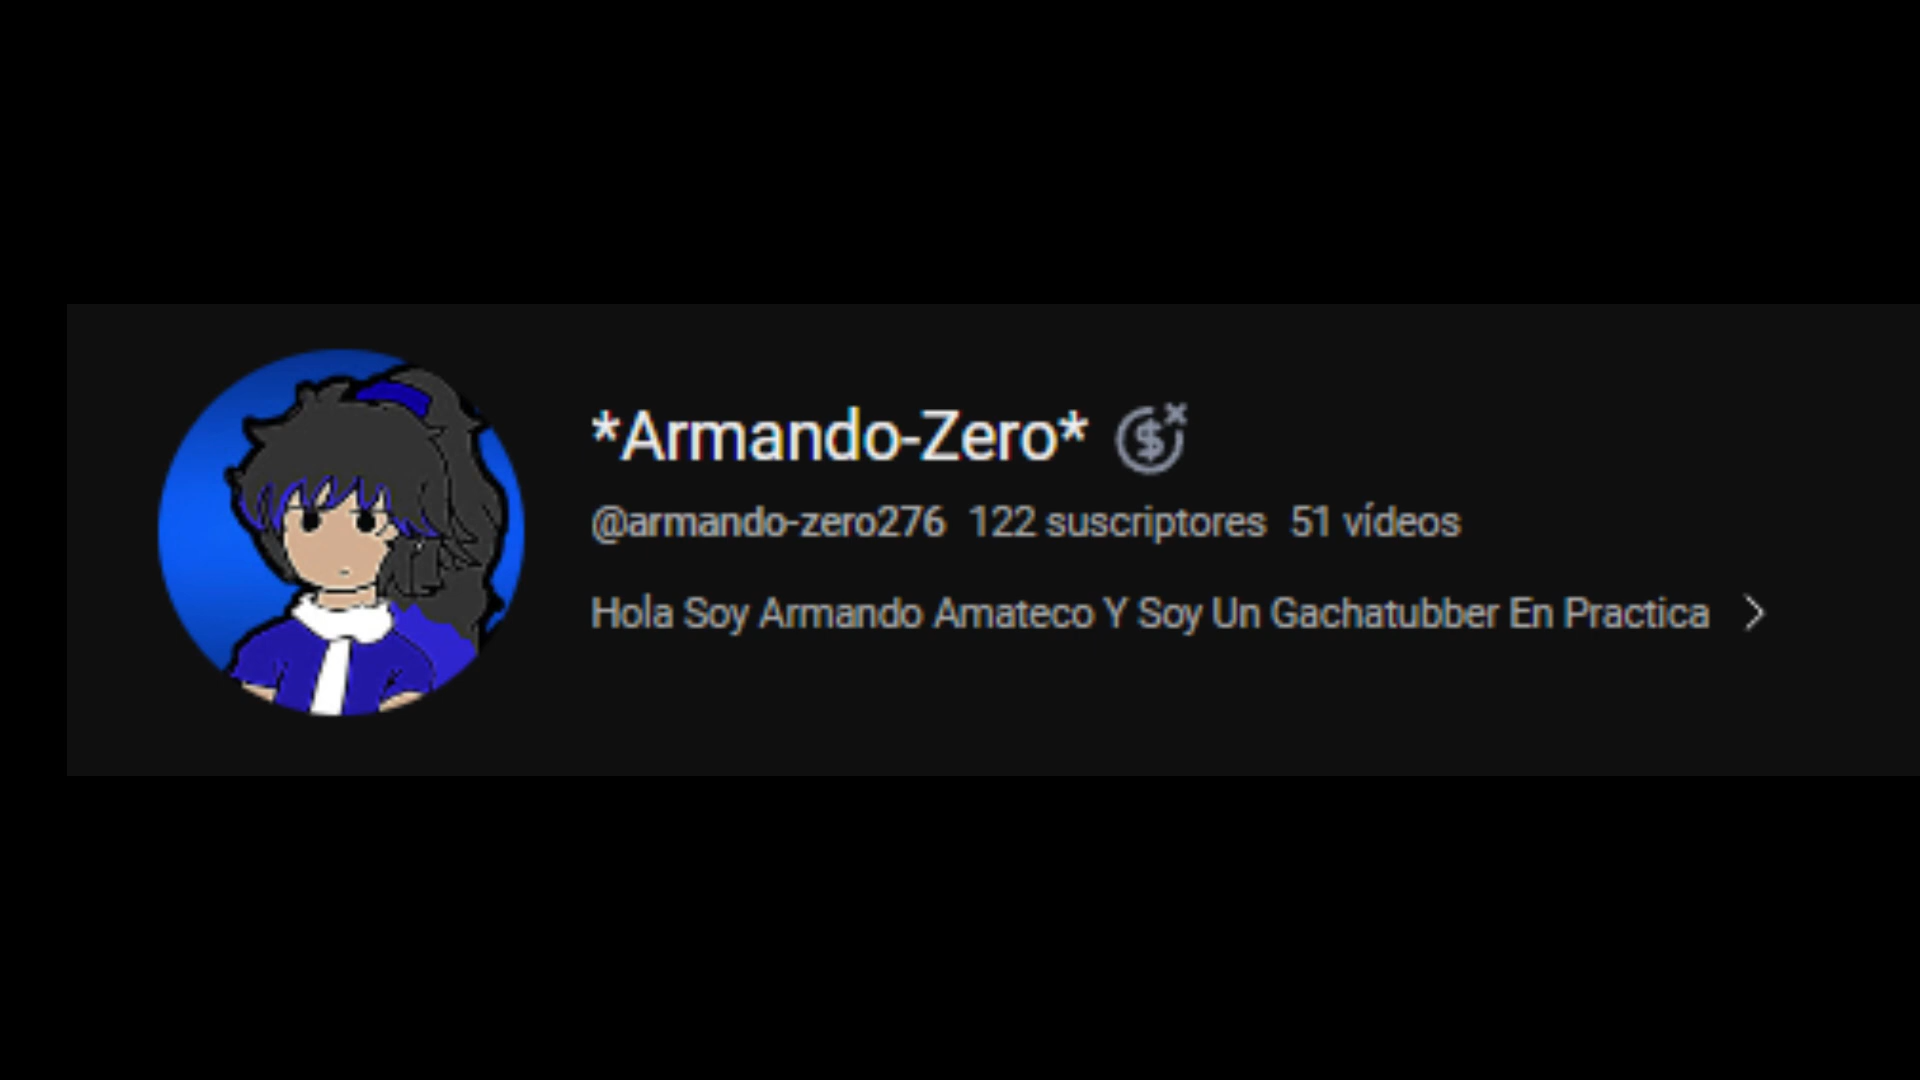 *Armando-Zero*
@armando-zero276 122 suscriptores 51 vídeos
Hola Soy Armando Amateco Y Soy Un Gachatubber En Practica